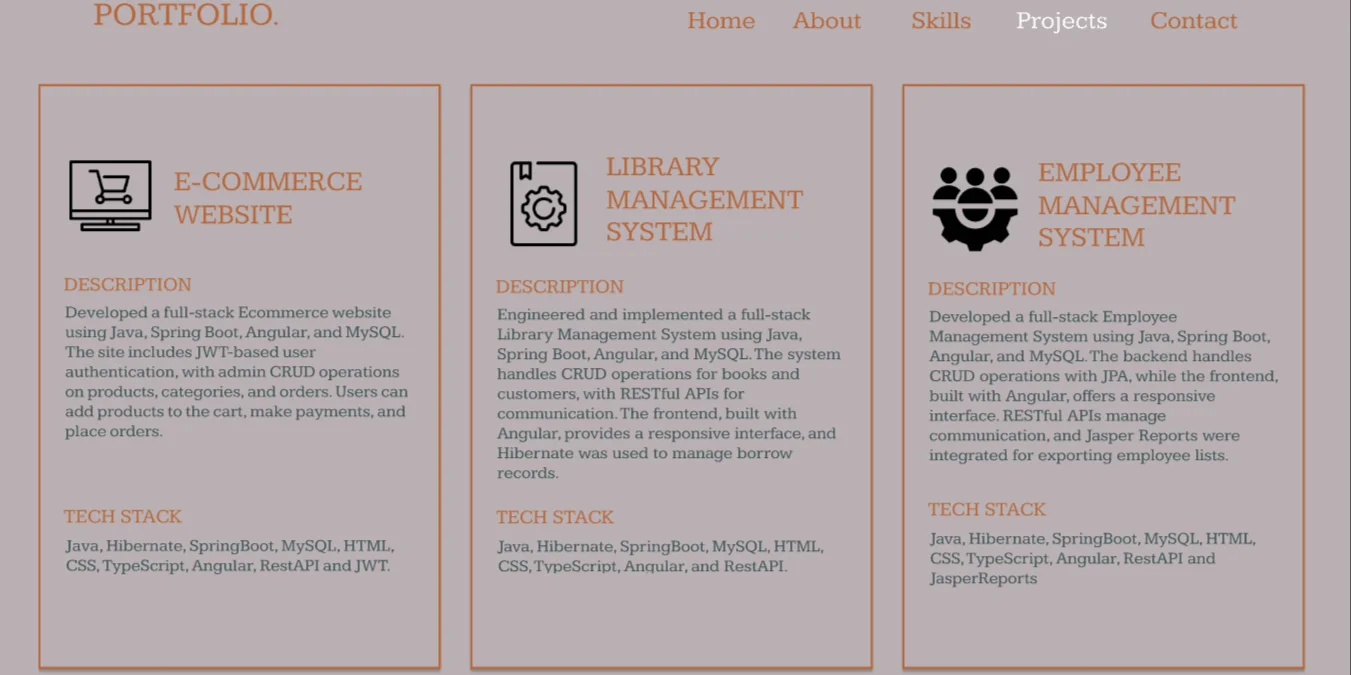 PORTFOLIO.
Home About Skills Projects Contact
E-COMMERCE
WEBSITE
DESCRIPTION
Developed a full-stack Ecommerce website
using Java, Spring Boot, Angular, and MySQL.
The site includes JWT-based user
authentication, with admin CRUD operations
on products, categories, and orders. Users can
add products to the cart, make payments, and
place orders.
TECH STACK
Java, Hibernate, SpringBoot, MySQL, HTML,
CSS, TypeScript, Angular, RestAPI and JWT.
LIBRARY
MANAGEMENT
SYSTEM
DESCRIPTION
Engineered and implemented a full-stack
Library Management System using Java,
Spring Boot, Angular, and MySQL. The system
handles CRUD operations for books and
customers, with RESTful APIs for
communication. The frontend, built with
Angular, provides a responsive interface, and
Hibernate was used to manage borrow
records.
TECH STACK
Java, Hibernate, SpringBoot, MySQL, HTML,
CSS, TypeScript, Angular, and RestAPI.
EMPLOYEE
MANAGEMENT
SYSTEM
DESCRIPTION
Developed a full-stack Employee
Management System using Java, Spring Boot,
Angular, and MySQL. The backend handles
CRUD operations with JPA, while the frontend,
built with Angular, offers a responsive
interface. RESTful APIs manage
communication, and Jasper Reports were
integrated for exporting employee lists.
TECH STACK
Java, Hibernate, SpringBoot, MySQL, HTML,
CSS, TypeScript, Angular, RestAPI and
JasperReports